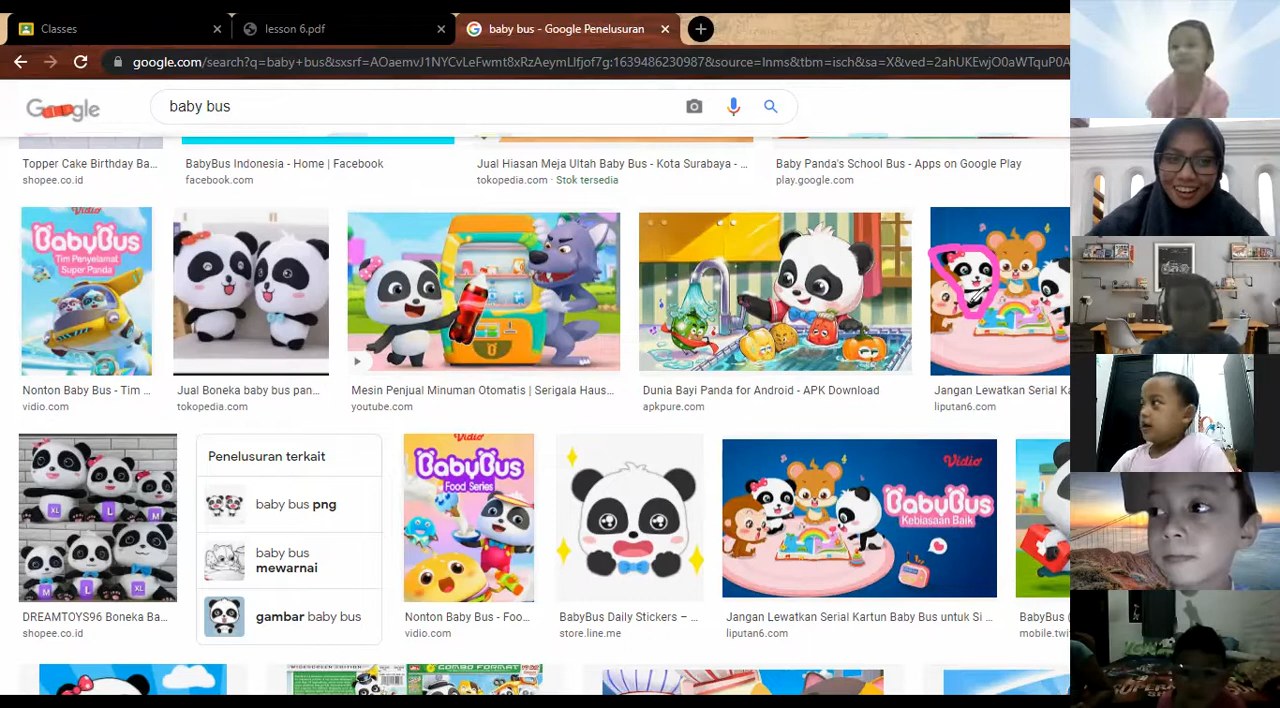 Classes
lesson 6.pdf
baby bus - Google Penelusuran
google.com/search?q=baby+bus&sxsrf=AOaemvJ1NYCvLeFwmt8xRzAeymLIfjof7g:1639486230987&source=lnms&tbm=isch&sa=X&ved=2ahUKEwjO0aWTquP0A
Google
baby bus
Topper Cake Birthday Ba...
shopee.co.id
BabyBus Indonesia - Home | Facebook
facebook.com
Jual Hiasan Meja Ultah Baby Bus - Kota Surabaya - ...
tokopedia.com · Stok tersedia
Baby Panda's School Bus - Apps on Google Play
play.google.com
Vidio
BabyBus
Tim Penyelamat
Super Panda
Nonton Baby Bus - Tim ...
vidio.com
Jual Boneka baby bus pan...
tokopedia.com
Mesin Penjual Minuman Otomatis | Serigala Haus...
youtube.com
Dunia Bayi Panda for Android - APK Download
apkpure.com
Jangan Lewatkan Serial Ka
liputan6.com
XL
L
M
M
L
XL
DREAMTOYS96 Boneka Ba...
shopee.co.id
Penelusuran terkait
baby bus png
baby bus
mewarnai
gambar baby bus
Vidio
BabyBus
Food Series
Nonton Baby Bus - Foo...
vidio.com
BabyBus Daily Stickers – ...
store.line.me
Vidio
BabyBus
Kebiasaan Baik
Jangan Lewatkan Serial Kartun Baby Bus untuk Si ...
liputan6.com
BabyBus (
mobile.twi
COMBO FORMAT